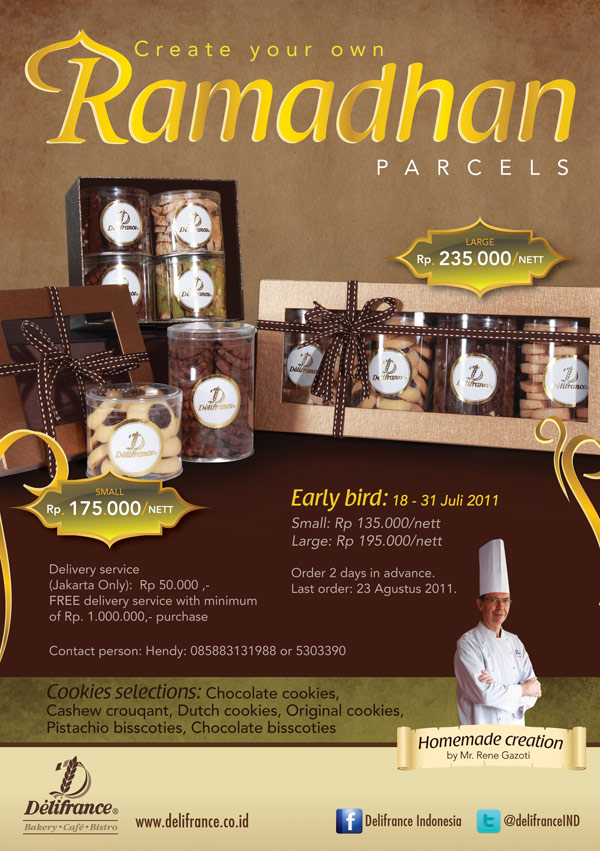 Create your own
Ramadhan
PARCELS
LARGE
Rp. 235.000/NETT
Délifrance®
Délifrance
SMALL
Rp. 175.000/NETT
Early bird: 18 - 31 Juli 2011
Small: Rp 135.000/nett
Large: Rp 195.000/nett
Order 2 days in advance.
Last order: 23 Agustus 2011.
Delivery service
(Jakarta Only): Rp 50.000 ,-
FREE delivery service with minimum
of Rp. 1.000.000,- purchase
Contact person: Hendy: 085883131988 or 5303390
Cookies selections: Chocolate cookies,
Cashew crouqant, Dutch cookies, Original cookies,
Pistachio bisscoties, Chocolate bisscoties
Homemade creation
by Mr. Rene Gazoti
Délifrance®
Bakery • Café • Bistro
www.delifrance.co.id
Delifrance Indonesia
@delifranceIND